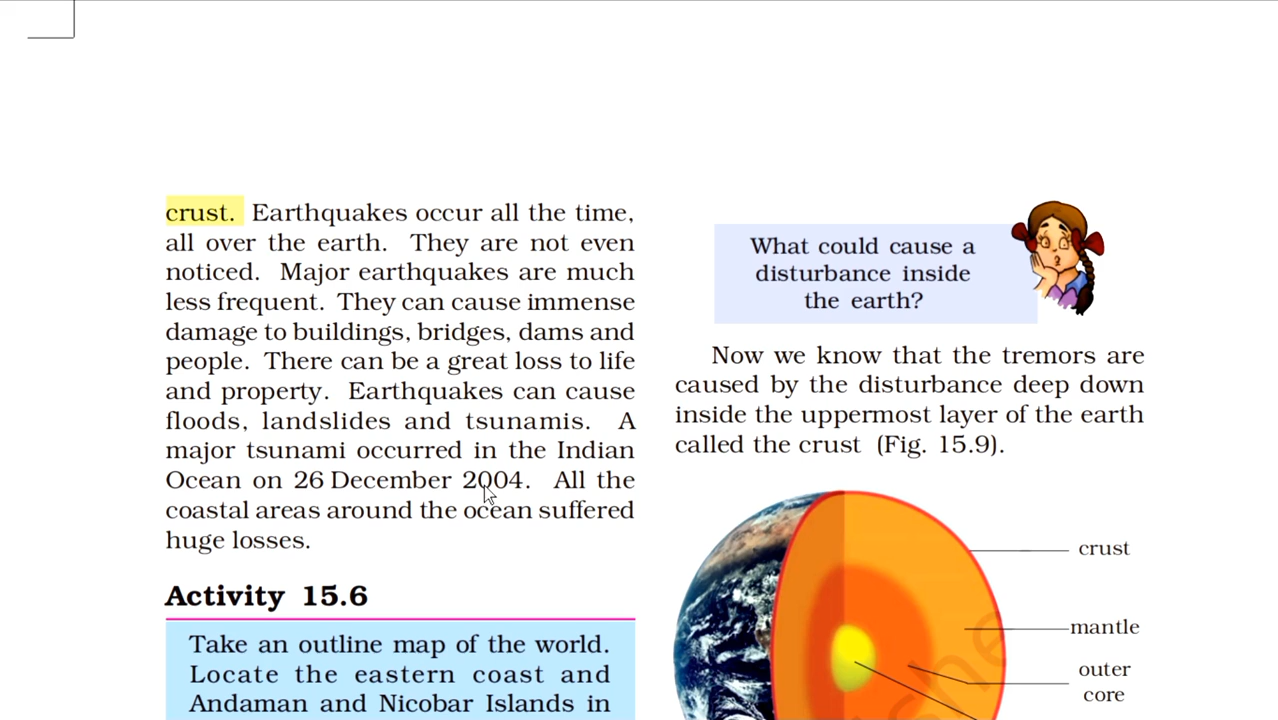 crust. Earthquakes occur all the time,
all over the earth. They are not even
noticed. Major earthquakes are much
less frequent. They can cause immense
damage to buildings, bridges, dams and
people. There can be a great loss to life
and property. Earthquakes can cause
floods, landslides and tsunamis. A
major tsunami occurred in the Indian
Ocean on 26 December 2004. All the
coastal areas around the ocean suffered
huge losses.
Activity 15.6
Take an outline map of the world.
Locate the eastern coast and
Andaman and Nicobar Islands in
What could cause a
disturbance inside
the earth?
Now we know that the tremors are
caused by the disturbance deep down
inside the uppermost layer of the earth
called the crust (Fig. 15.9).
crust
mantle
outer
core